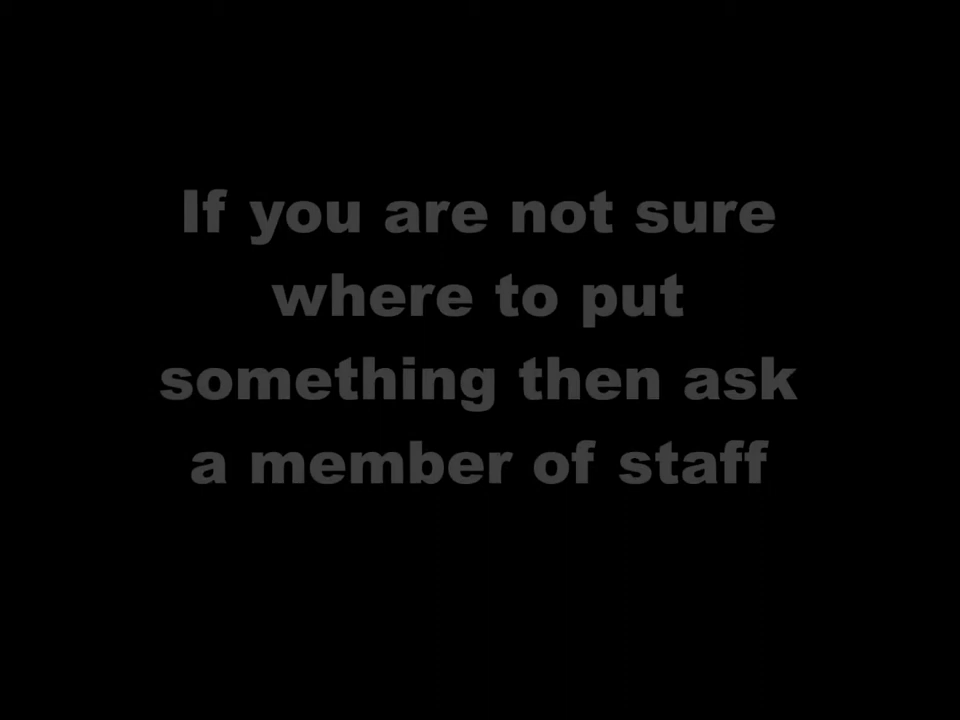 If you are not sure
where to put
something then ask
a member of staff